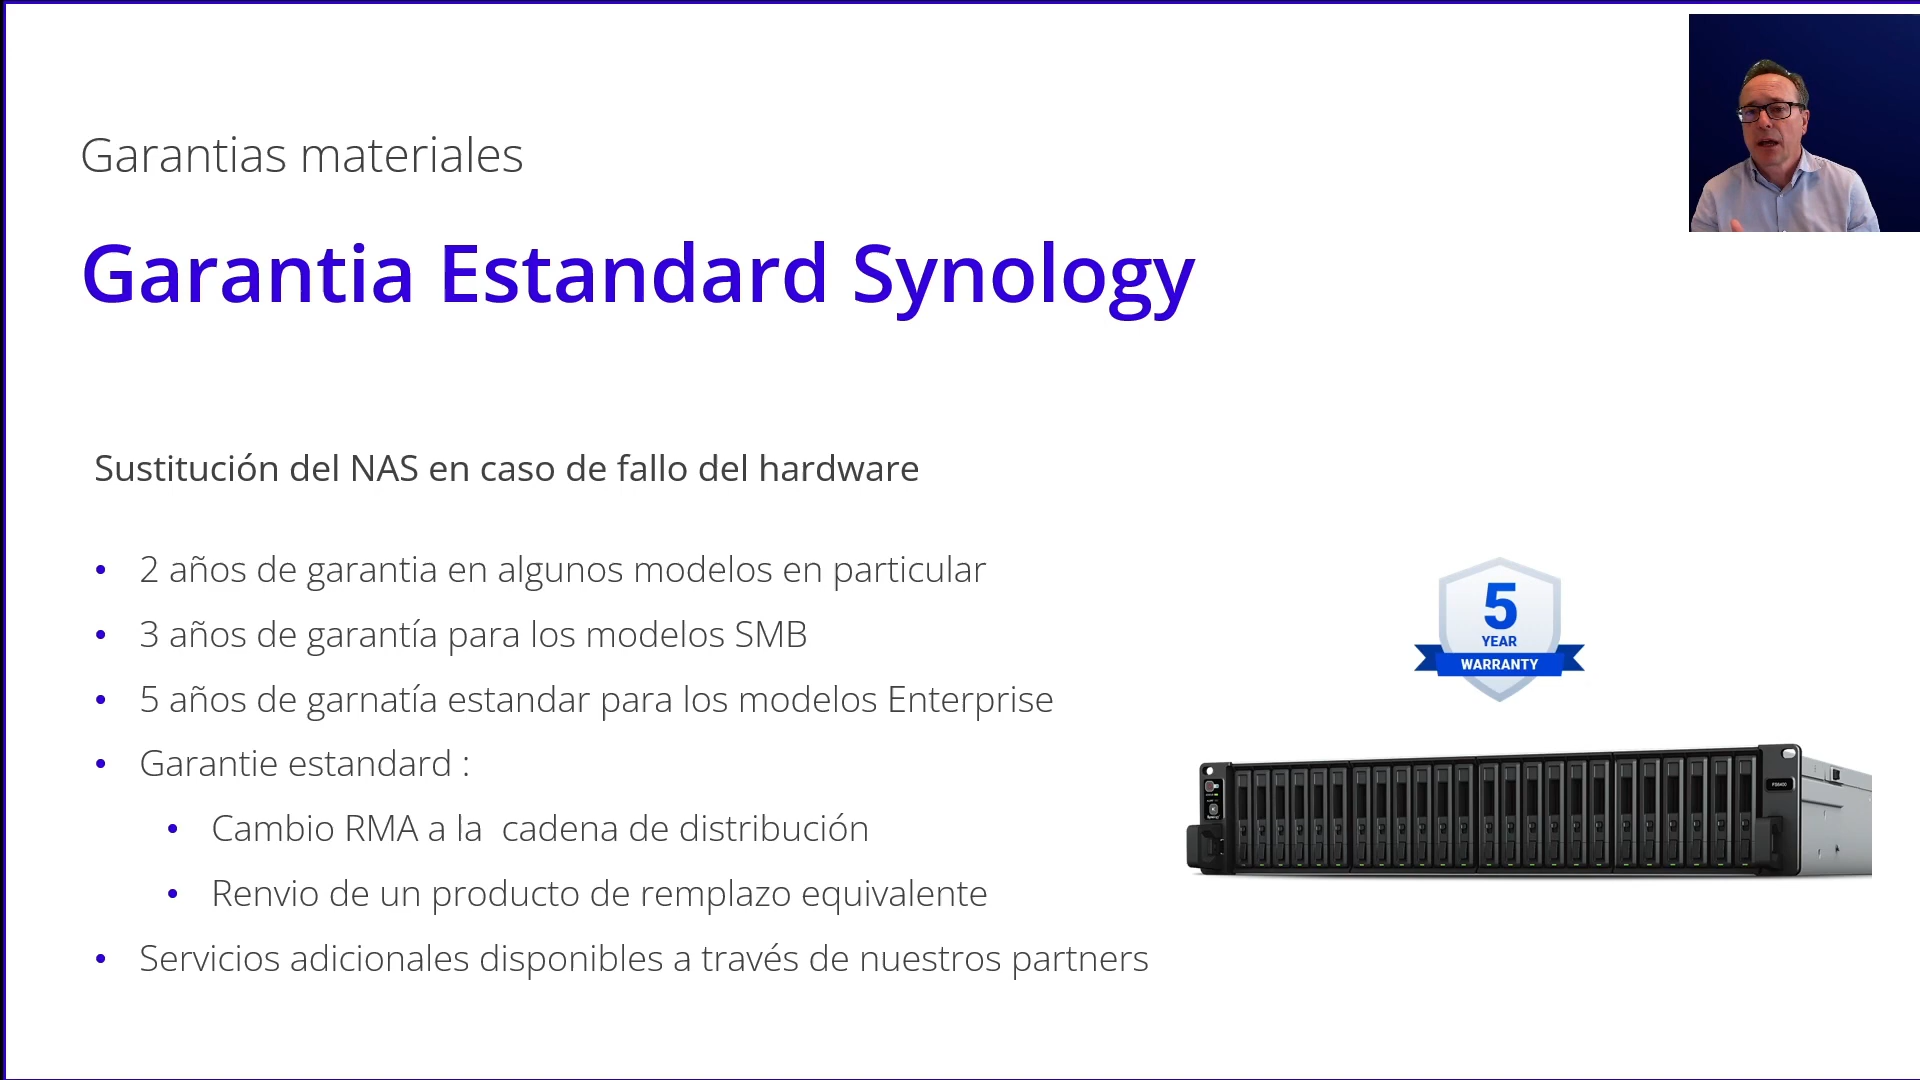 Garantias materiales
Garantia Estandard Synology
Sustitución del NAS en caso de fallo del hardware
• 2 años de garantia en algunos modelos en particular
• 3 años de garantía para los modelos SMB
• 5 años de garnatía estandar para los modelos Enterprise
• Garantie estandard :
• Cambio RMA a la  cadena de distribución
• Renvio de un producto de remplazo equivalente
• Servicios adicionales disponibles a través de nuestros partners
5
YEAR
WARRANTY